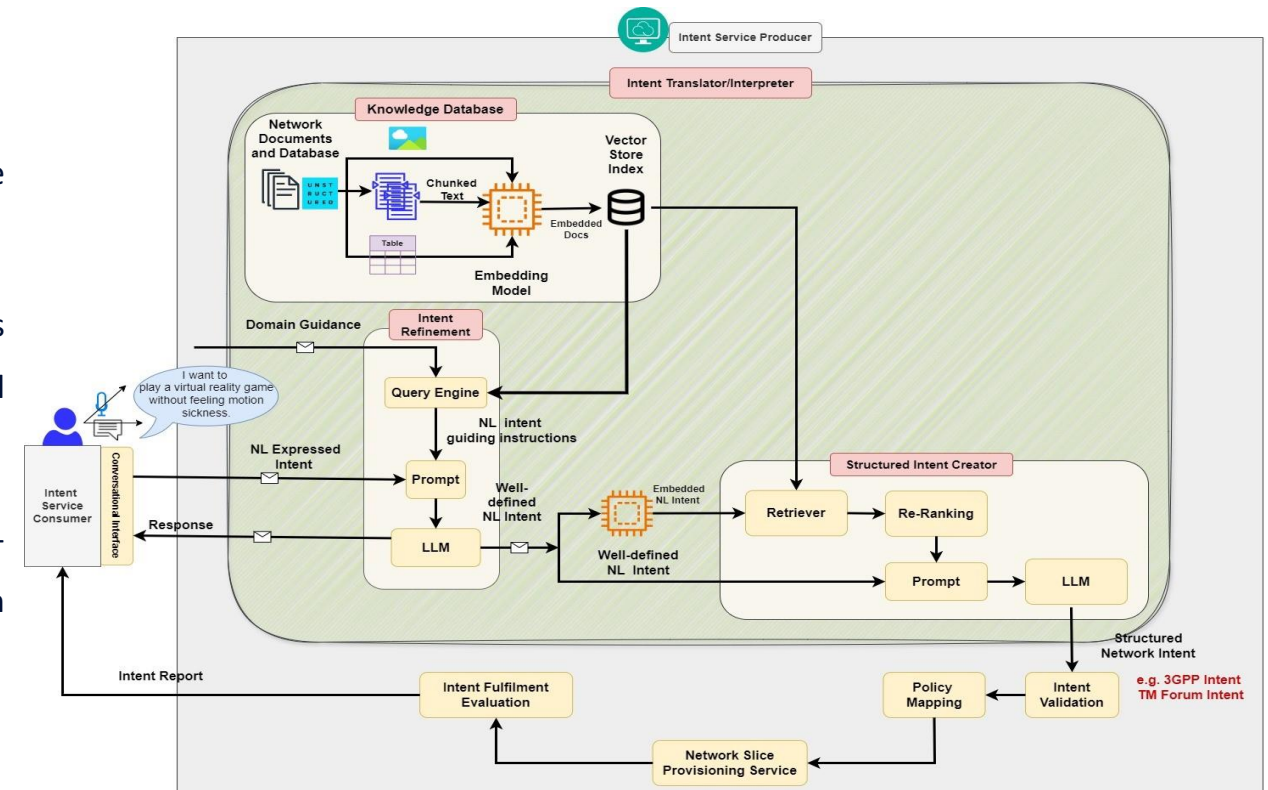 Intent Service Producer
Intent Translator/Interpreter
Knowledge Database
Network
Documents
and Database
UNST
RUCT
URED
Chunked
Text
Table
Embedding
Model
Embedded
Docs
Vector
Store
Index
Domain Guidance
Intent
Refinement
Query Engine
NL intent
guiding instructions
I want to
play a virtual reality game
without feeling motion
sickness.
Intent
Service
Consumer
Conversational Interface
NL Expressed
Intent
Response
Prompt
LLM
Well-
defined
NL Intent
Embedded
NL Intent
Well-defined
NL Intent
Structured Intent Creator
Retriever
Re-Ranking
Prompt
LLM
Structured
Network Intent
e.g. 3GPP Intent
TM Forum Intent
Intent
Validation
Policy
Mapping
Network Slice
Provisioning Service
Intent Fulfilment
Evaluation
Intent Report